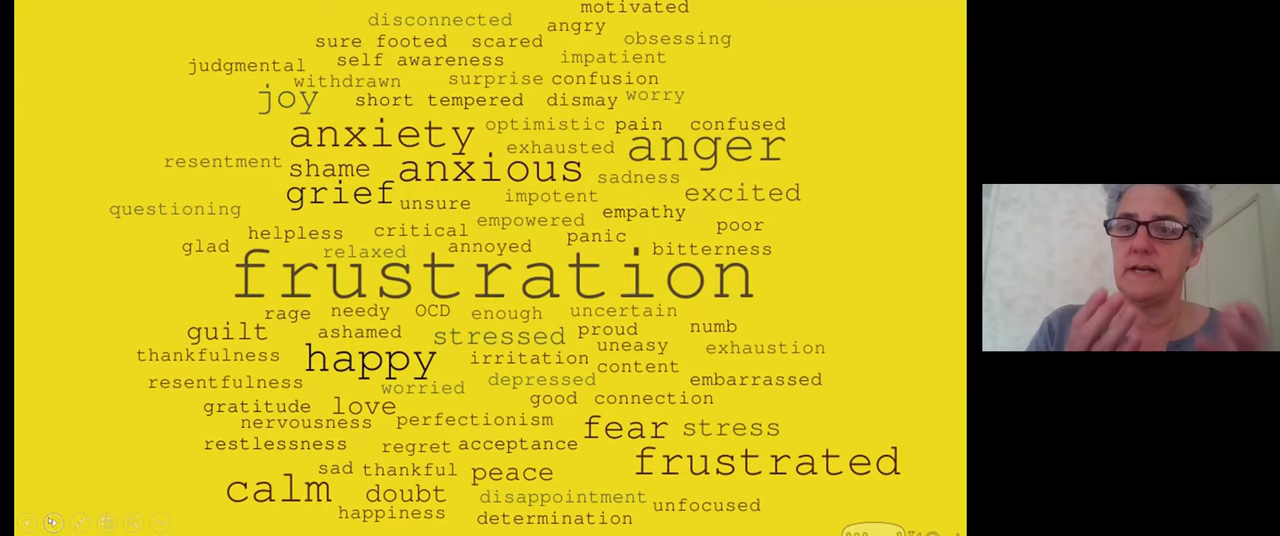 motivated
disconnected
angry
sure footed scared obsessing
self awareness impatient
judgmental
withdrawn surprise confusion
joy short tempered dismay worry
anxiety optimistic pain confused
exhausted anger
resentment shame anxious sadness
grief impotent excited
questioning unsure empowered empathy
helpless critical panic poor
glad relaxed annoyed bitterness
frustration
rage needy OCD enough uncertain
guilt ashamed stressed proud numb
thankfulness happy irritation uneasy exhaustion
content
resentfulness worried depressed embarrassed
gratitude love good connection
nervousness perfectionism fear stress
restlessness regret acceptance
frustrated
sad thankful peace
calm doubt disappointment unfocused
happiness determination